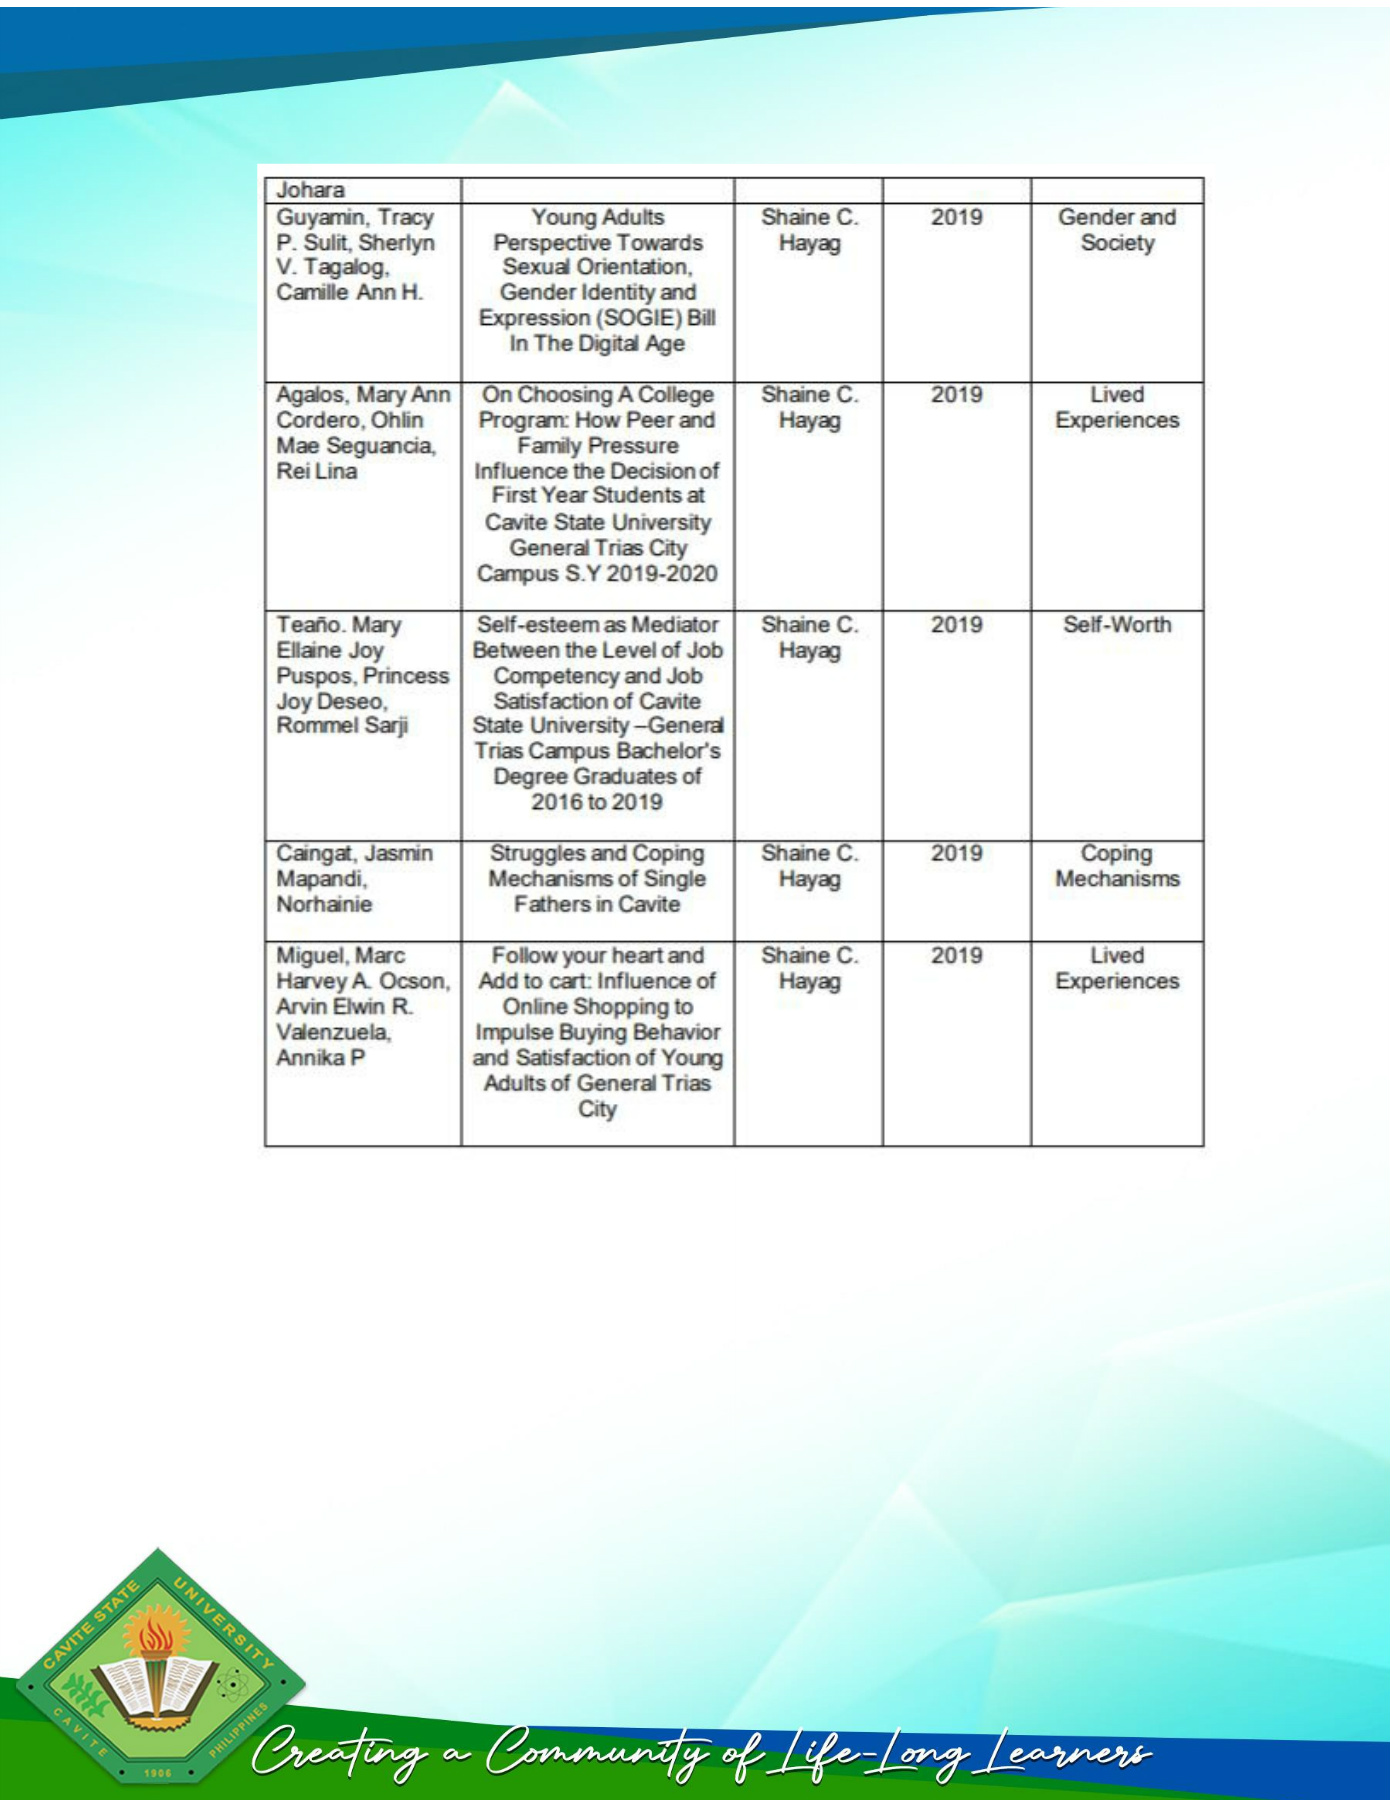 Johara
Guyamin, Tracy
P. Sulit, Sherlyn
V. Tagalog,
Camille Ann H.
Young Adults
Perspective Towards
Sexual Orientation,
Gender Identity and
Expression (SOGIE) Bill
In The Digital Age
Shaine C.
Hayag
2019
Gender and
Society
Agalos, Mary Ann
Cordero, Ohlin
Mae Seguancia,
Rei Lina
On Choosing A College
Program: How Peer and
Family Pressure
Influence the Decision of
First Year Students at
Cavite State University
General Trias City
Campus S.Y 2019-2020
Shaine C.
Hayag
2019
Lived
Experiences
Teaño. Mary
Ellaine Joy
Puspos, Princess
Joy Deseo,
Rommel Sarji
Self-esteem as Mediator
Between the Level of Job
Competency and Job
Satisfaction of Cavite
State University –General
Trias Campus Bachelor's
Degree Graduates of
2016 to 2019
Shaine C.
Hayag
2019
Self-Worth
Caingat, Jasmin
Mapandi,
Norhainie
Struggles and Coping
Mechanisms of Single
Fathers in Cavite
Shaine C.
Hayag
2019
Coping
Mechanisms
Miguel, Marc
Harvey A. Ocson,
Arvin Elwin R.
Valenzuela,
Annika P
Follow your heart and
Add to cart: Influence of
Online Shopping to
Impulse Buying Behavior
and Satisfaction of Young
Adults of General Trias
City
Shaine C.
Hayag
2019
Lived
Experiences
CAVITE STATE UNIVERSITY
CAVITE PHILIPPINES
1906
Creating a Community of Life-Long Learners